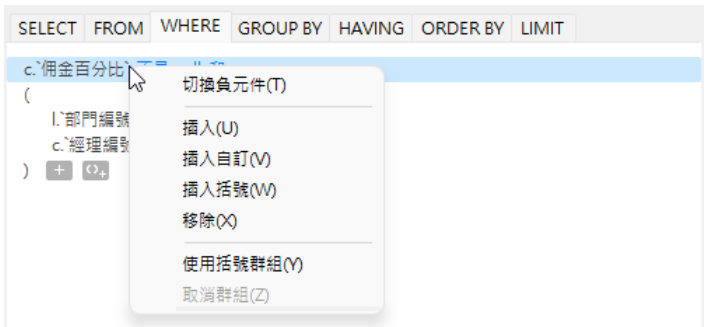 SELECT FROM WHERE GROUP BY HAVING ORDER BY LIMIT
c.`佣金百分比`
(
l.`部門編號
c.`經理編號
)
切換負元件(T)
插入(U)
插入自訂(V)
插入括號(W)
移除(X)
使用括號群組(Y)
取消群組(Z)